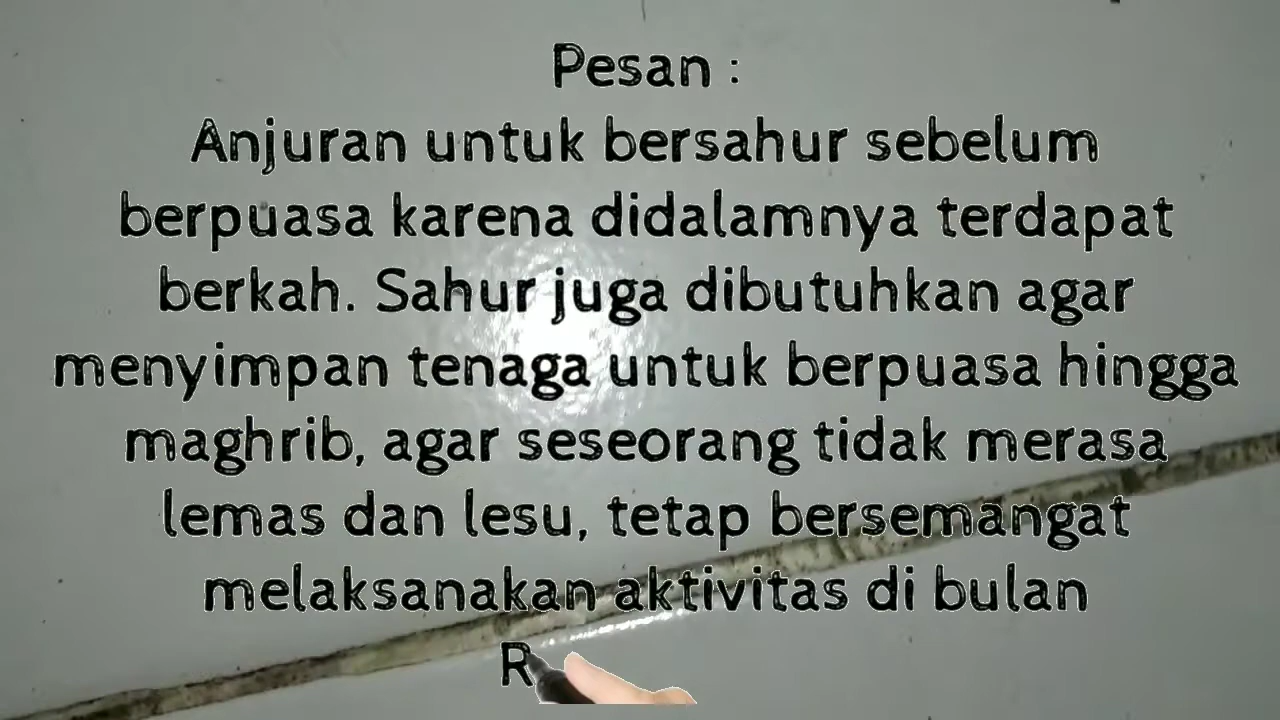 Pesan :
Anjuran untuk bersahur sebelum
berpuasa karena didalamnya terdapat
berkah. Sahur juga dibutuhkan agar
menyimpan tenaga untuk berpuasa hingga
maghrib, agar seseorang tidak merasa
lemas dan lesu, tetap bersemangat
melaksanakan aktivitas di bulan
R